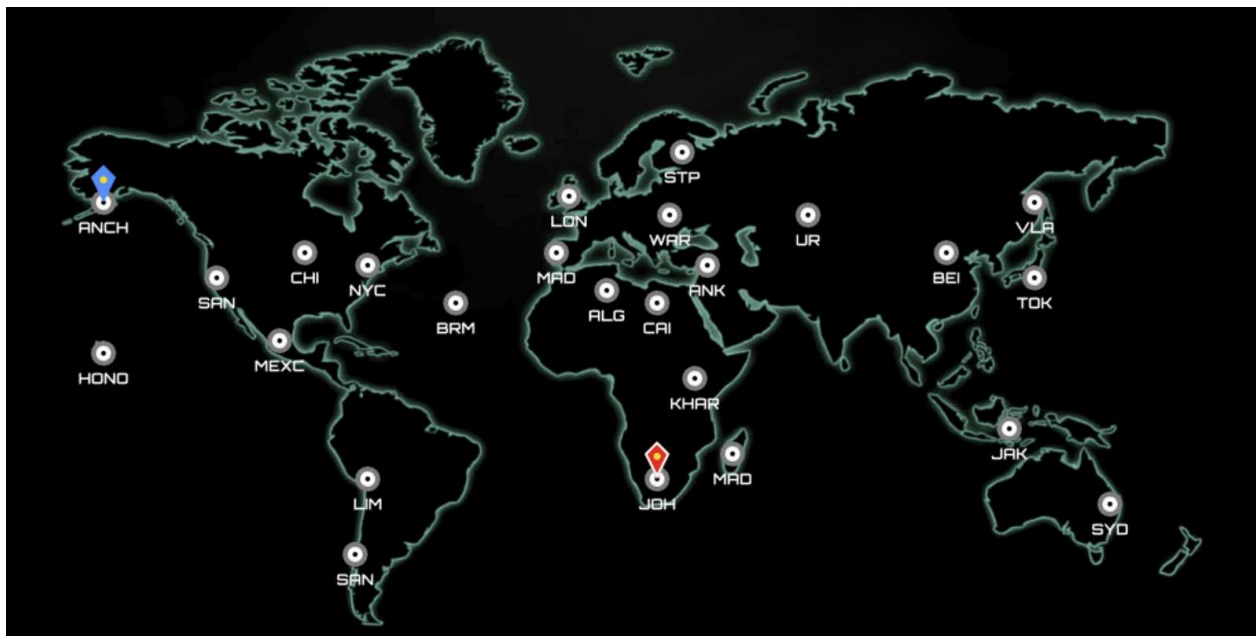 STP
ANCH
LON
WAR
UR
VLA
CHI
NYC
MAD
ANK
BEI
SAN
ALG
CAI
TOK
BRM
MEXC
HONO
KHAR
JAK
LIM
JOH
MAD
SYD
SAN